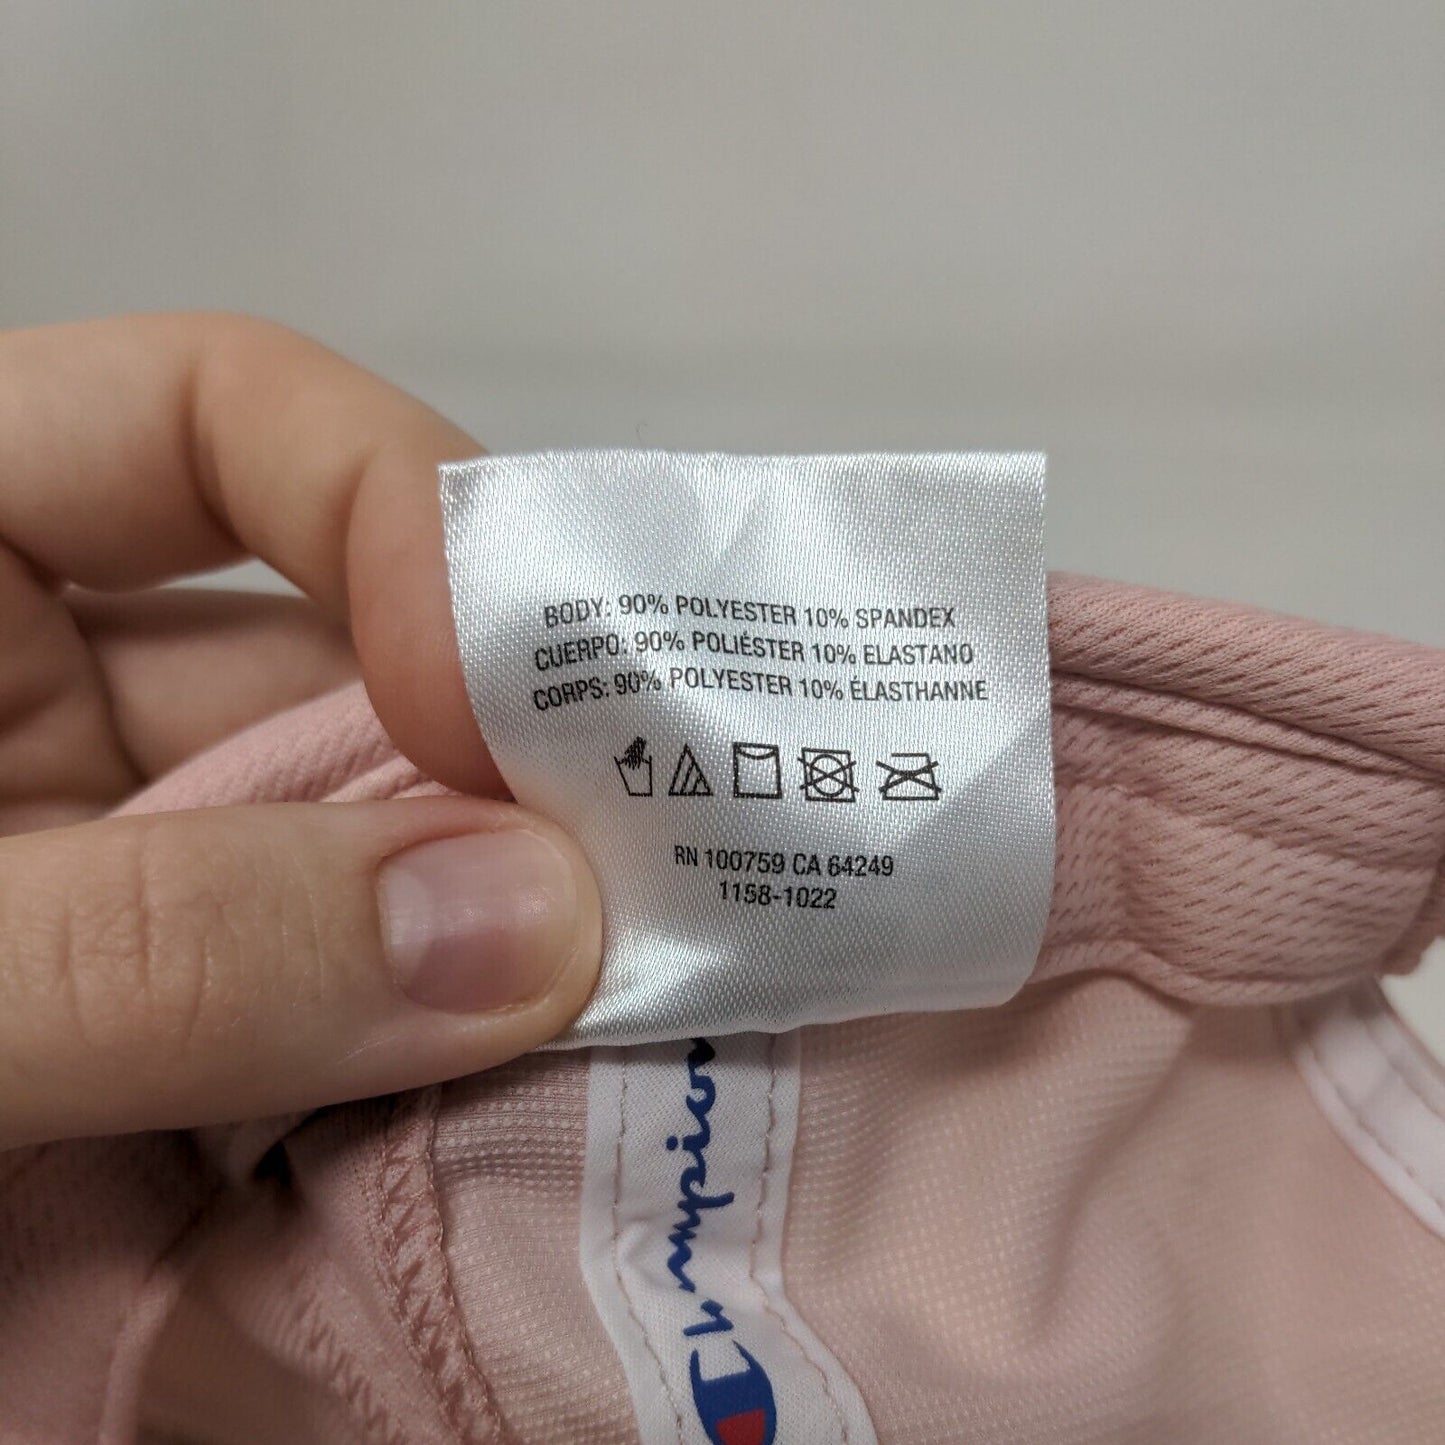 BODY: 90% POLYESTER 10% SPANDEX
CUERPO: 90% POLIÉSTER 10% ELASTANO
CORPS: 90% POLYESTER 10% ÉLASTHANNE
RN 100759 CA 64249
1158-1022
Champion